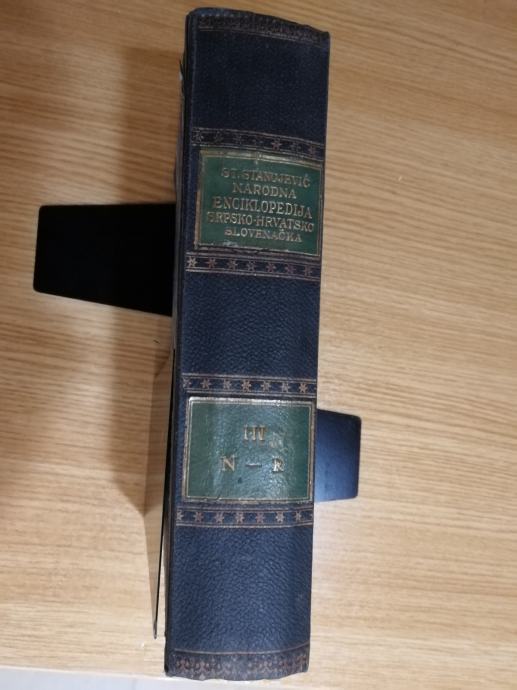 ST. STANOJEVIĆ
NARODNA
ENCIKLOPEDIJA
SRPSKO-HRVATSKO
SLOVENAČKA
III
N – R